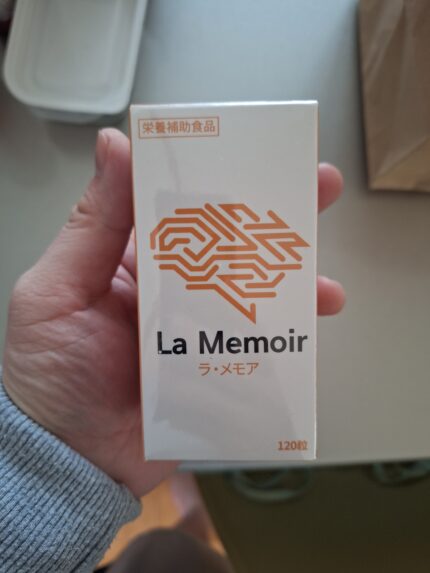 栄養補助食品
La Memoir
ラ・メモア
120粒